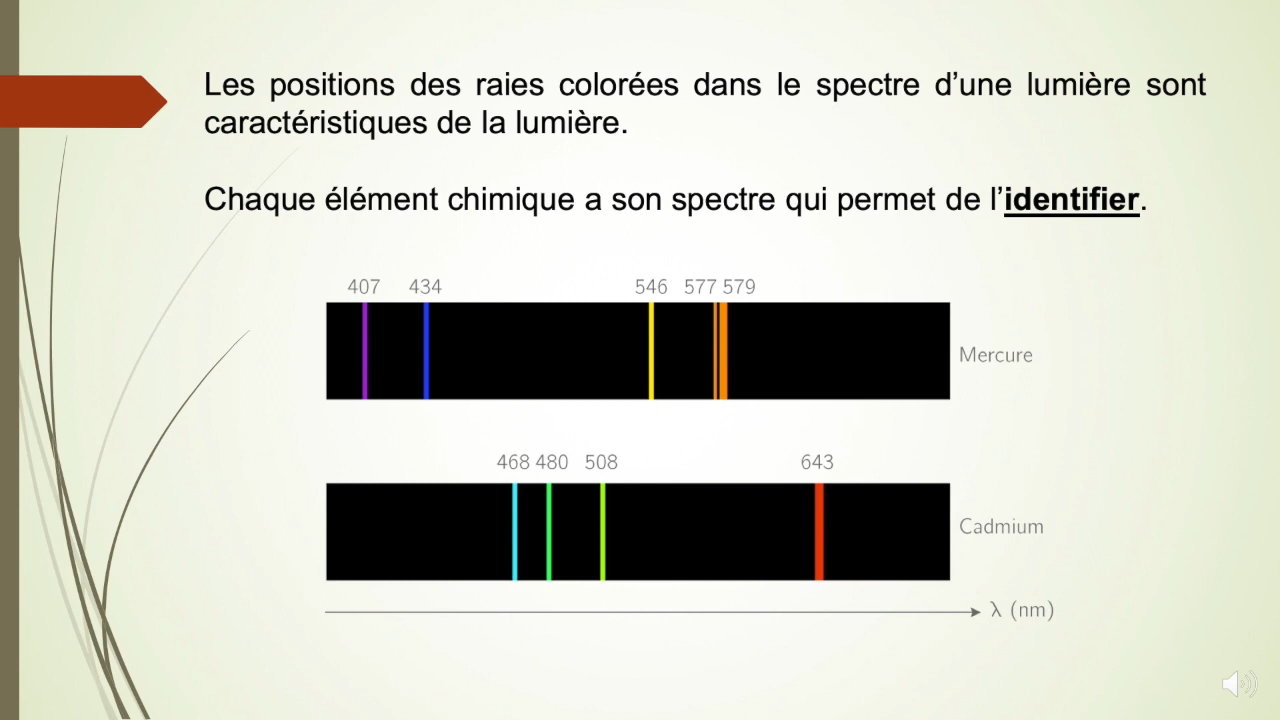 Les positions des raies colorées dans le spectre d’une lumière sont
caractéristiques de la lumière.
Chaque élément chimique a son spectre qui permet de l’identifier.
407 434 546 577 579
Mercure
468 480 508 643
Cadmium
λ (nm)